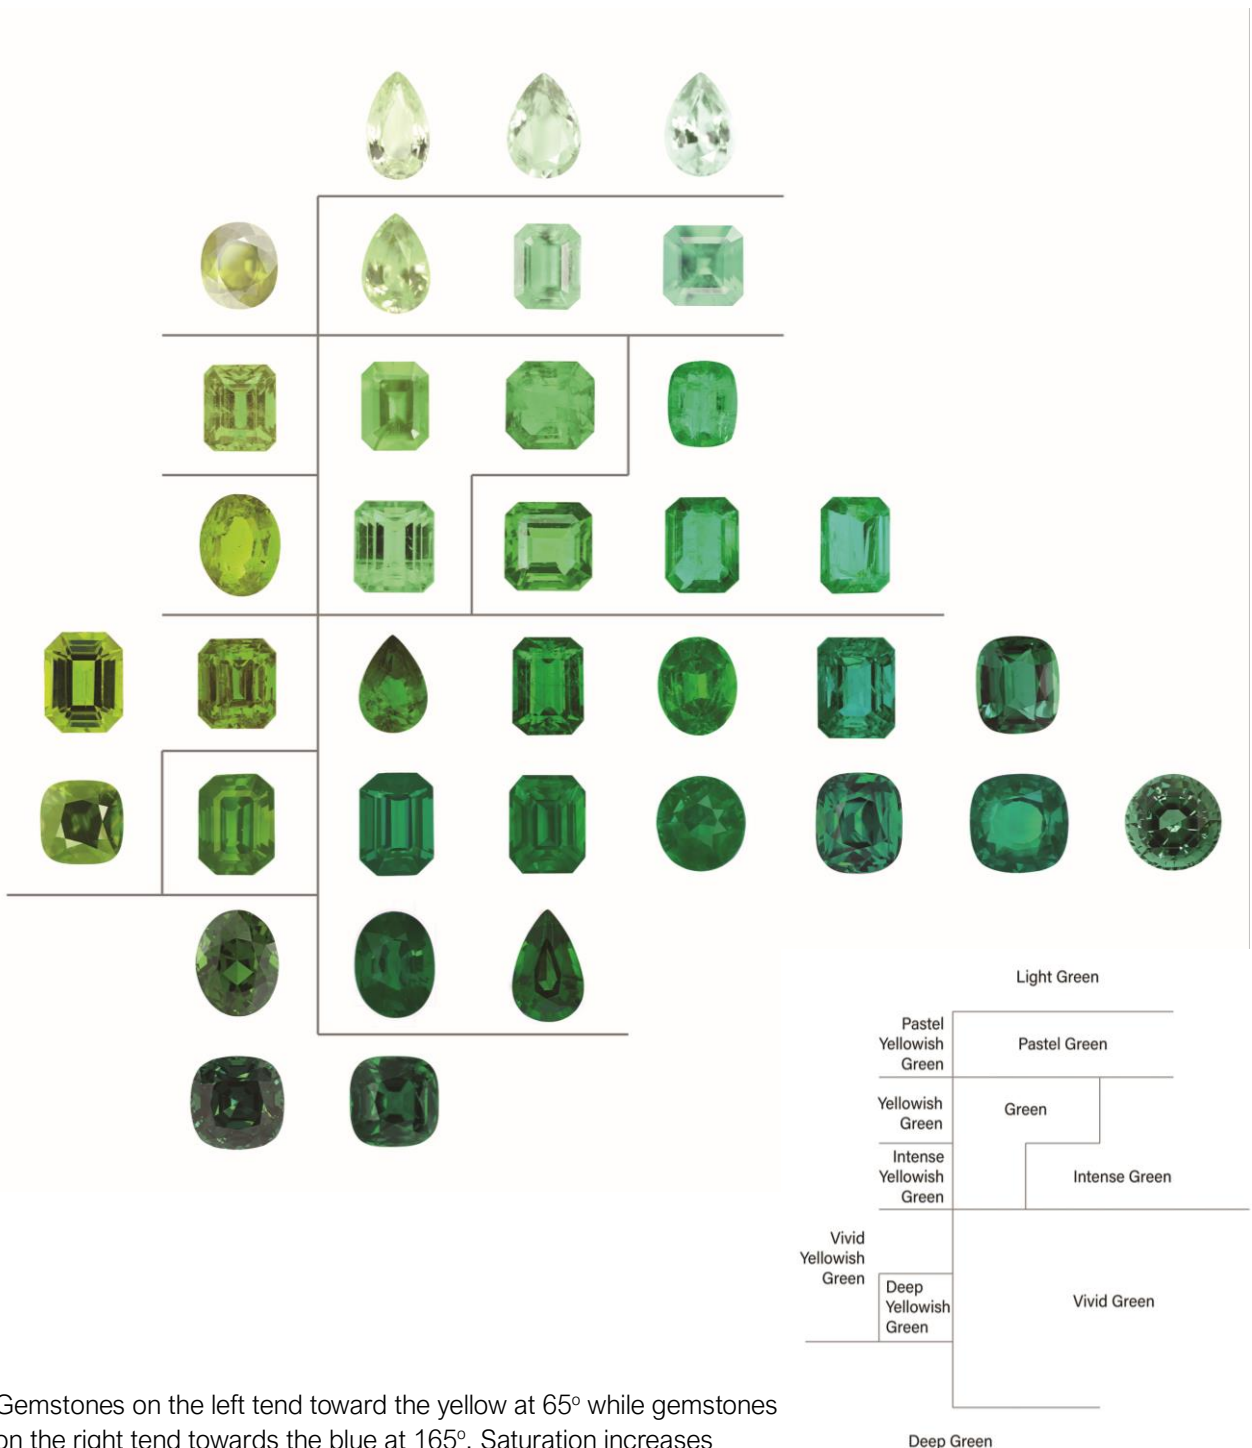 Light Green
Pastel
Yellowish
Green
Pastel Green
Yellowish
Green
Green
Intense
Yellowish
Green
Intense Green
Vivid
Yellowish
Green
Deep
Yellowish
Green
Vivid Green
Gemstones on the left tend toward the yellow at 65º while gemstones
on the right tend towards the blue at 165º. Saturation increases
Deep Green